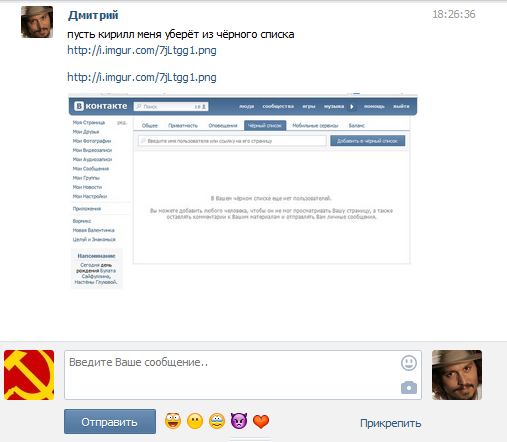 Дмитрий 18:26:36
пусть кирилл меня уберёт из чёрного списка
http://i.imgur.com/7jLtgg1.png
http://i.imgur.com/7jLtgg1.png
В контакте Поиск люди сообщества игры музыка помощь выйти
Моя Страница ред.
Мои Друзья
Мои Фотографии
Мои Видеозаписи
Мои Аудиозаписи
Мои Сообщения
Мои Группы
Мои Новости
Мои Настройки
Приложения
Вормикс
Новая Валентинка
Целуй и Знакомься
Напоминание
Сегодня день
рождения Булата
Сайфуллина,
Настёны Глуховой.
Общее Приватность Оповещения Чёрный список Мобильные сервисы Баланс
Введите имя пользователя или ссылку на его страницу Добавить в чёрный список
В Вашем чёрном списке еще нет пользователей.
Вы можете добавить любого человека, чтобы он не мог просматривать Вашу страницу, а также
оставлять комментарии к Вашим материалам и отправлять Вам личные сообщения.
Введите Ваше сообщение..
Отправить
Прикрепить